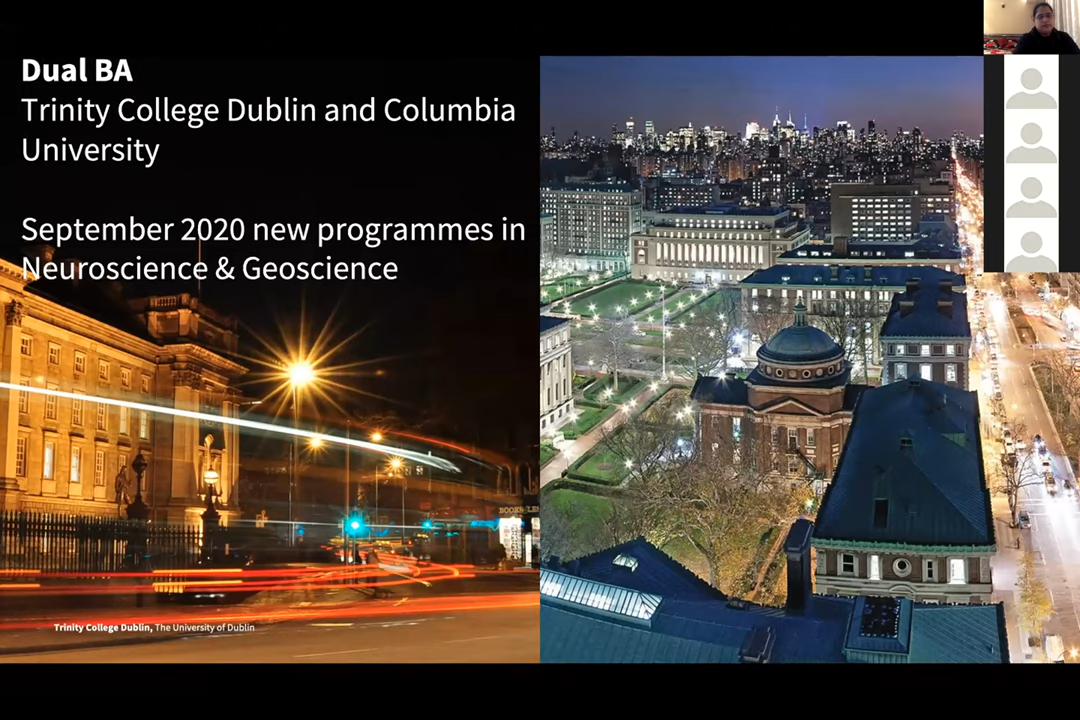 Dual BA
Trinity College Dublin and Columbia
University
September 2020 new programmes in
Neuroscience & Geoscience
Trinity College Dublin, The University of Dublin